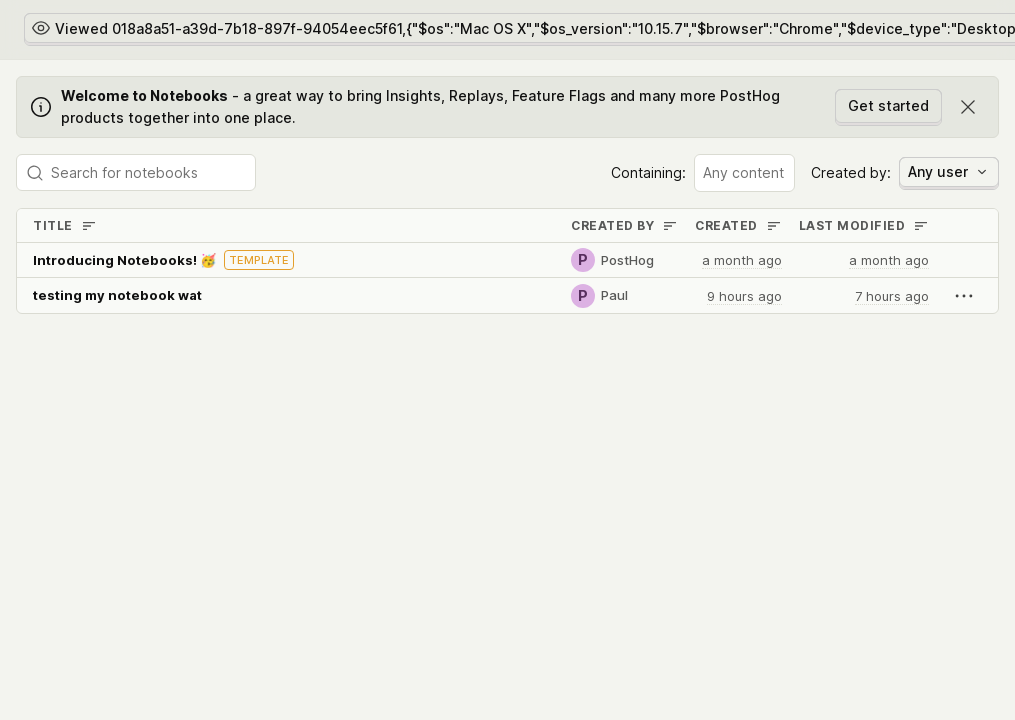 Viewed 018a8a51-a39d-7b18-897f-94054eec5f61,{"$os":"Mac OS X","$os_version":"10.15.7","$browser":"Chrome","$device_type":"Desktop
Welcome to Notebooks - a great way to bring Insights, Replays, Feature Flags and many more PostHog
products together into one place.
Get started
Search for notebooks
Containing: Any content Created by: Any user
TITLE CREATED BY CREATED LAST MODIFIED
Introducing Notebooks! 🥳 TEMPLATE P PostHog a month ago a month ago
testing my notebook wat P Paul 9 hours ago 7 hours ago